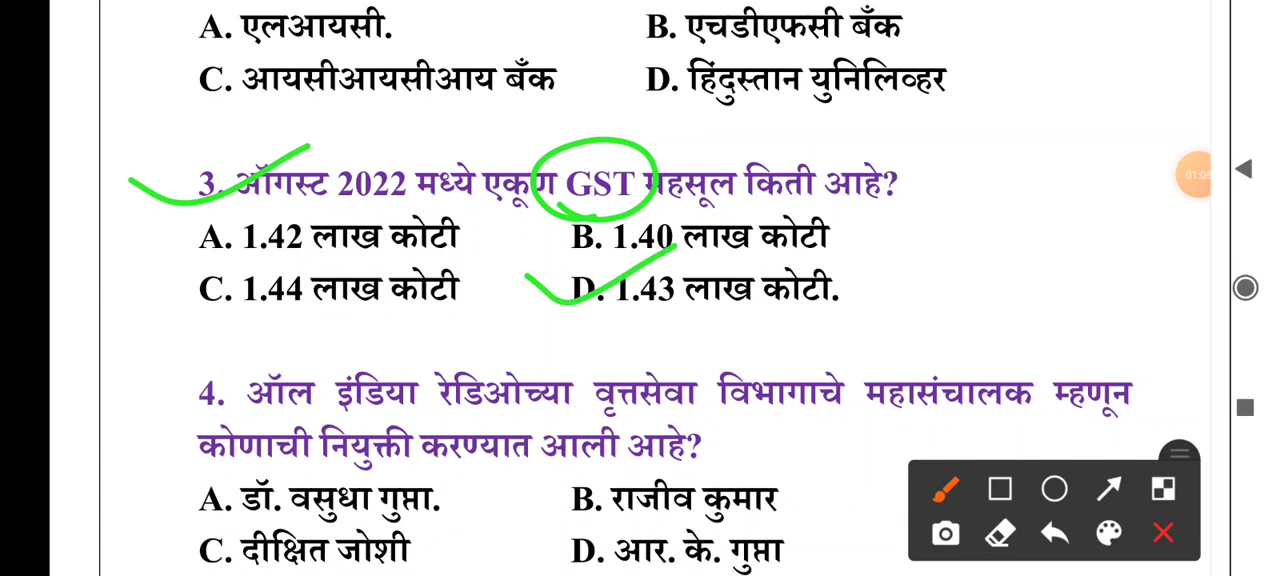 A. एलआयसी. B. एचडीएफसी बँक
C. आयसीआयसीआय बँक D. हिंदुस्तान युनिलिव्हर
3. ऑगस्ट 2022 मध्ये एकूण GST महसूल किती आहे?
A. 1.42 लाख कोटी B. 1.40 लाख कोटी
C. 1.44 लाख कोटी D. 1.43 लाख कोटी.
4. ऑल इंडिया रेडिओच्या वृत्तसेवा विभागाचे महासंचालक म्हणून
कोणाची नियुक्ती करण्यात आली आहे?
A. डॉ. वसुधा गुप्ता. B. राजीव कुमार
C. दीक्षित जोशी D. आर. के. गुप्ता